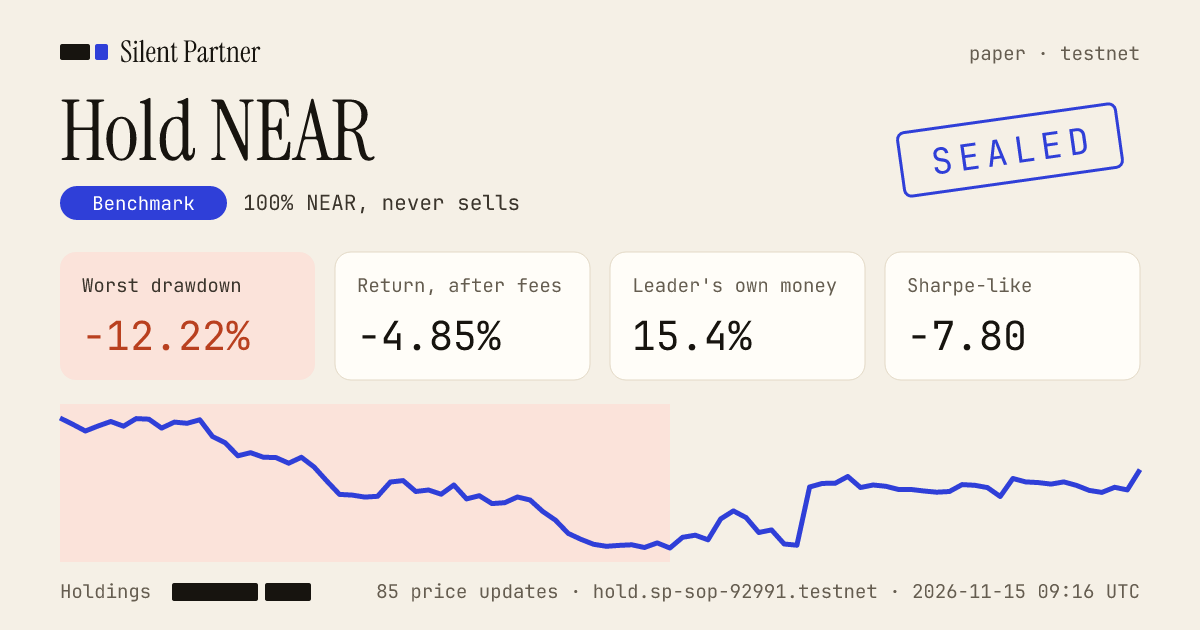 Silent Partner
paper · testnet
Hold NEAR
SEALED
Benchmark
100% NEAR, never sells
Worst drawdown
-12.22%
Return, after fees
-4.85%
Leader's own money
15.4%
Sharpe-like
-7.80
Holdings
85 price updates · hold.sp-sop-92991.testnet · 2026-11-15 09:16 UTC